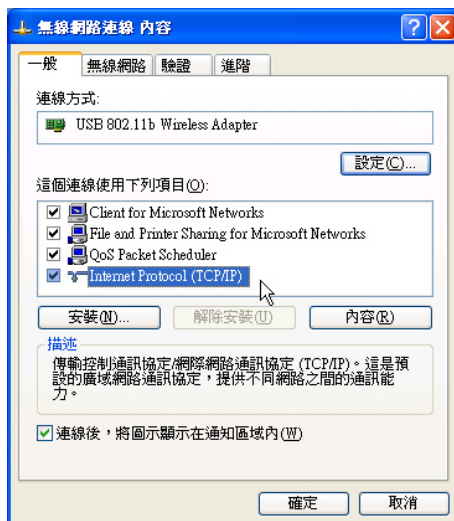 無線網路連線 內容
一般 無線網路 驗證 進階
連線方式:
USB 802.11b Wireless Adapter
設定(C)...
這個連線使用下列項目(O):
Client for Microsoft Networks
File and Printer Sharing for Microsoft Networks
QoS Packet Scheduler
Internet Protocol (TCP/IP)
安裝(N)... 解除安裝(U) 內容(R)
描述
傳輸控制通訊協定/網際網路通訊協定 (TCP/IP)。這是預
設的廣域網路通訊協定，提供不同網路之間的通訊能
力。
連線後，將圖示顯示在通知區域內(W)
確定 取消